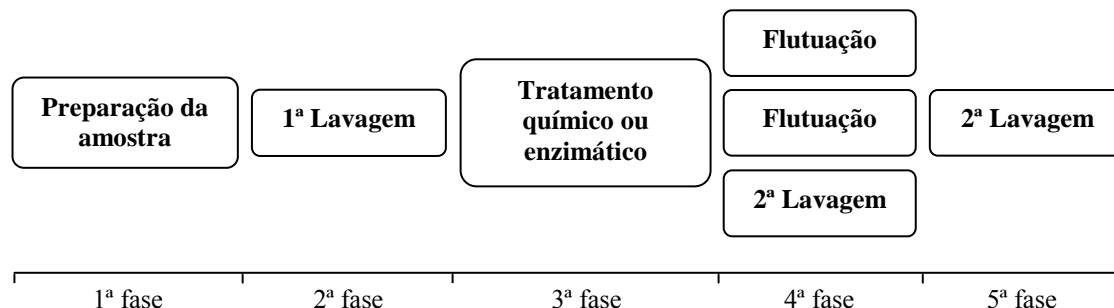 Preparação da
amostra
1ª Lavagem
Tratamento
químico ou
enzimático
Flutuação
Flutuação
2ª Lavagem
2ª Lavagem
1ª fase
2ª fase
3ª fase
4ª fase
5ª fase